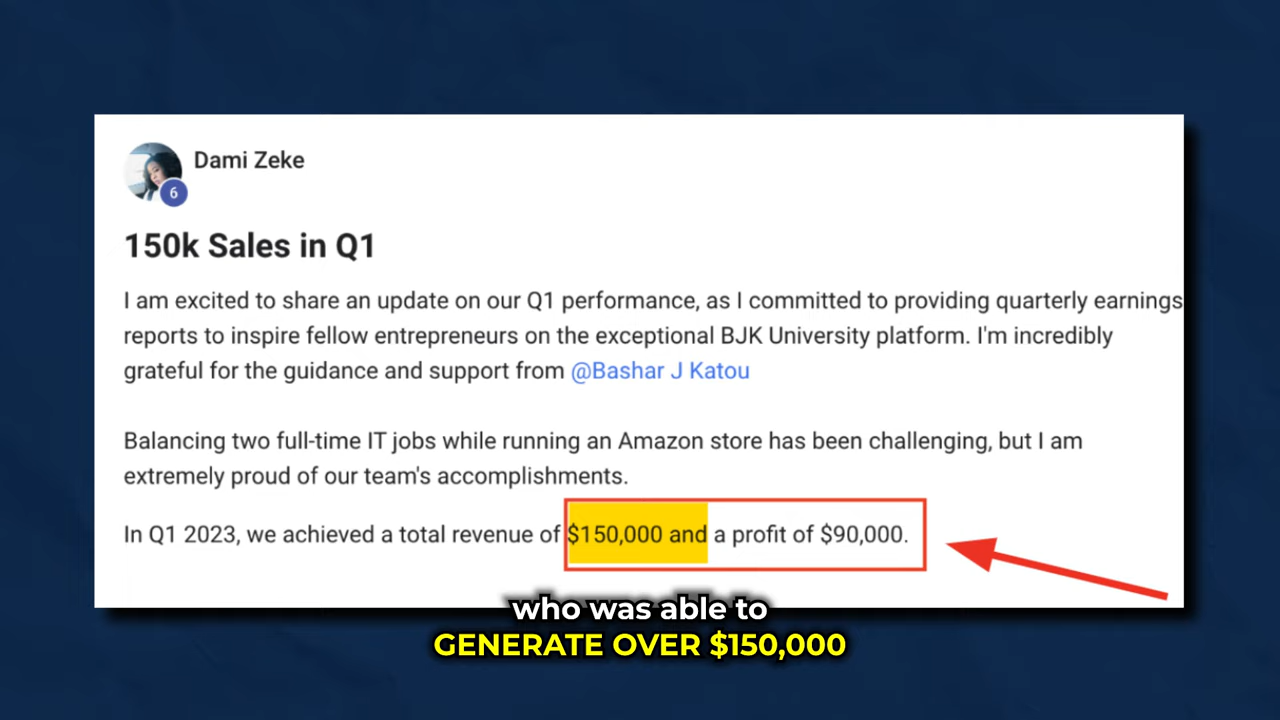 Dami Zeke
6
150k Sales in Q1
I am excited to share an update on our Q1 performance, as I committed to providing quarterly earnings
reports to inspire fellow entrepreneurs on the exceptional BJK University platform. I'm incredibly
grateful for the guidance and support from @Bashar J Katou
Balancing two full-time IT jobs while running an Amazon store has been challenging, but I am
extremely proud of our team's accomplishments.
In Q1 2023, we achieved a total revenue of $150,000 and a profit of $90,000.
who was able to
GENERATE OVER $150,000